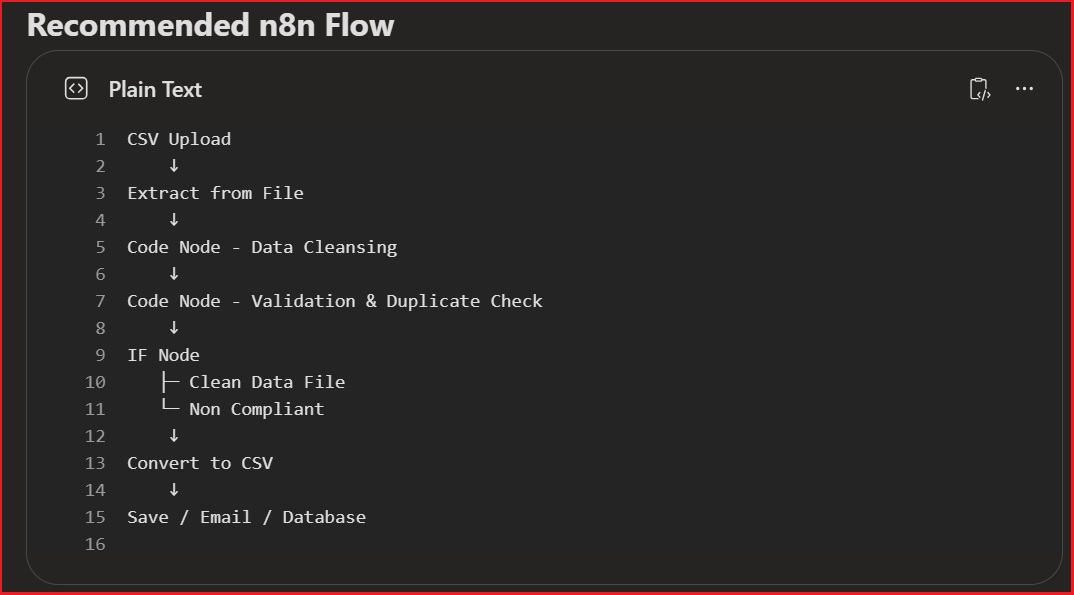 Recommended n8n Flow
Plain Text
1 CSV Upload
2 ↓
3 Extract from File
4 ↓
5 Code Node - Data Cleansing
6 ↓
7 Code Node - Validation & Duplicate Check
8 ↓
9 IF Node
10 ├─ Clean Data File
11 └─ Non Compliant
12 ↓
13 Convert to CSV
14 ↓
15 Save / Email / Database
16